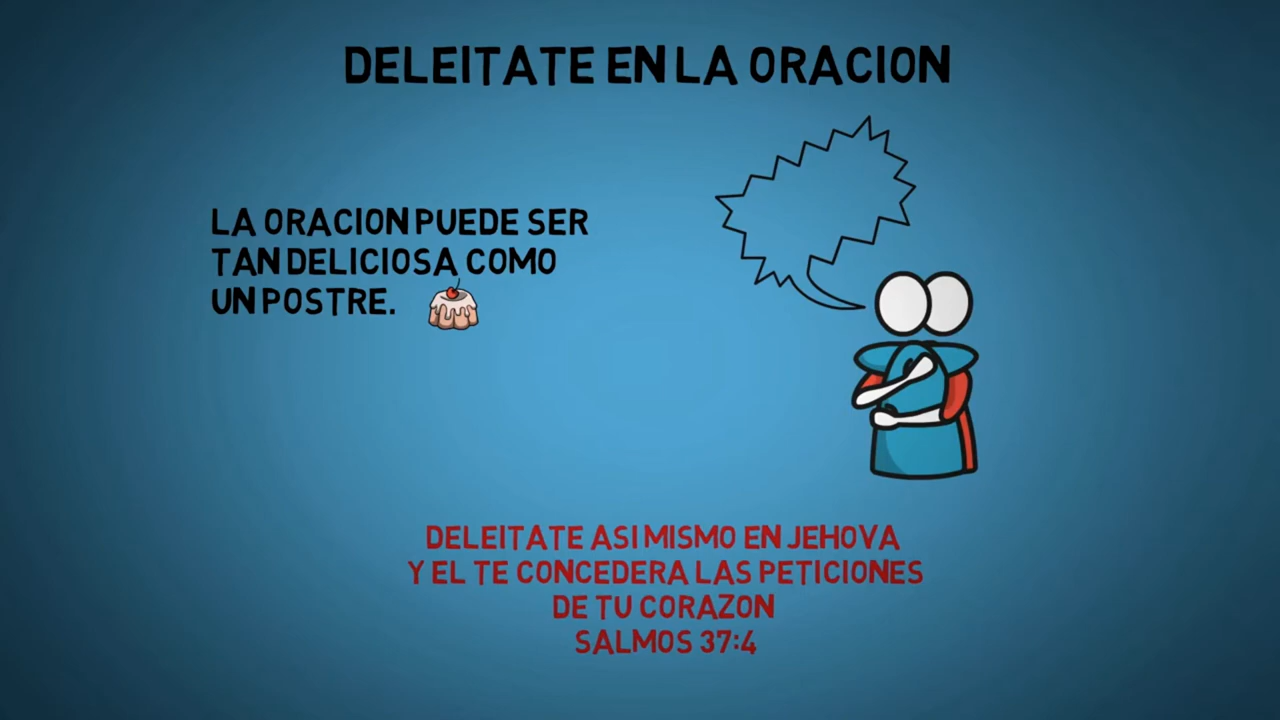 DELEITATE EN LA ORACION
LA ORACION PUEDE SER
TAN DELICIOSA COMO
UN POSTRE.
DELEITATE ASI MISMO EN JEHOVA
Y EL TE CONCEDERA LAS PETICIONES
DE TU CORAZON
SALMOS 37:4